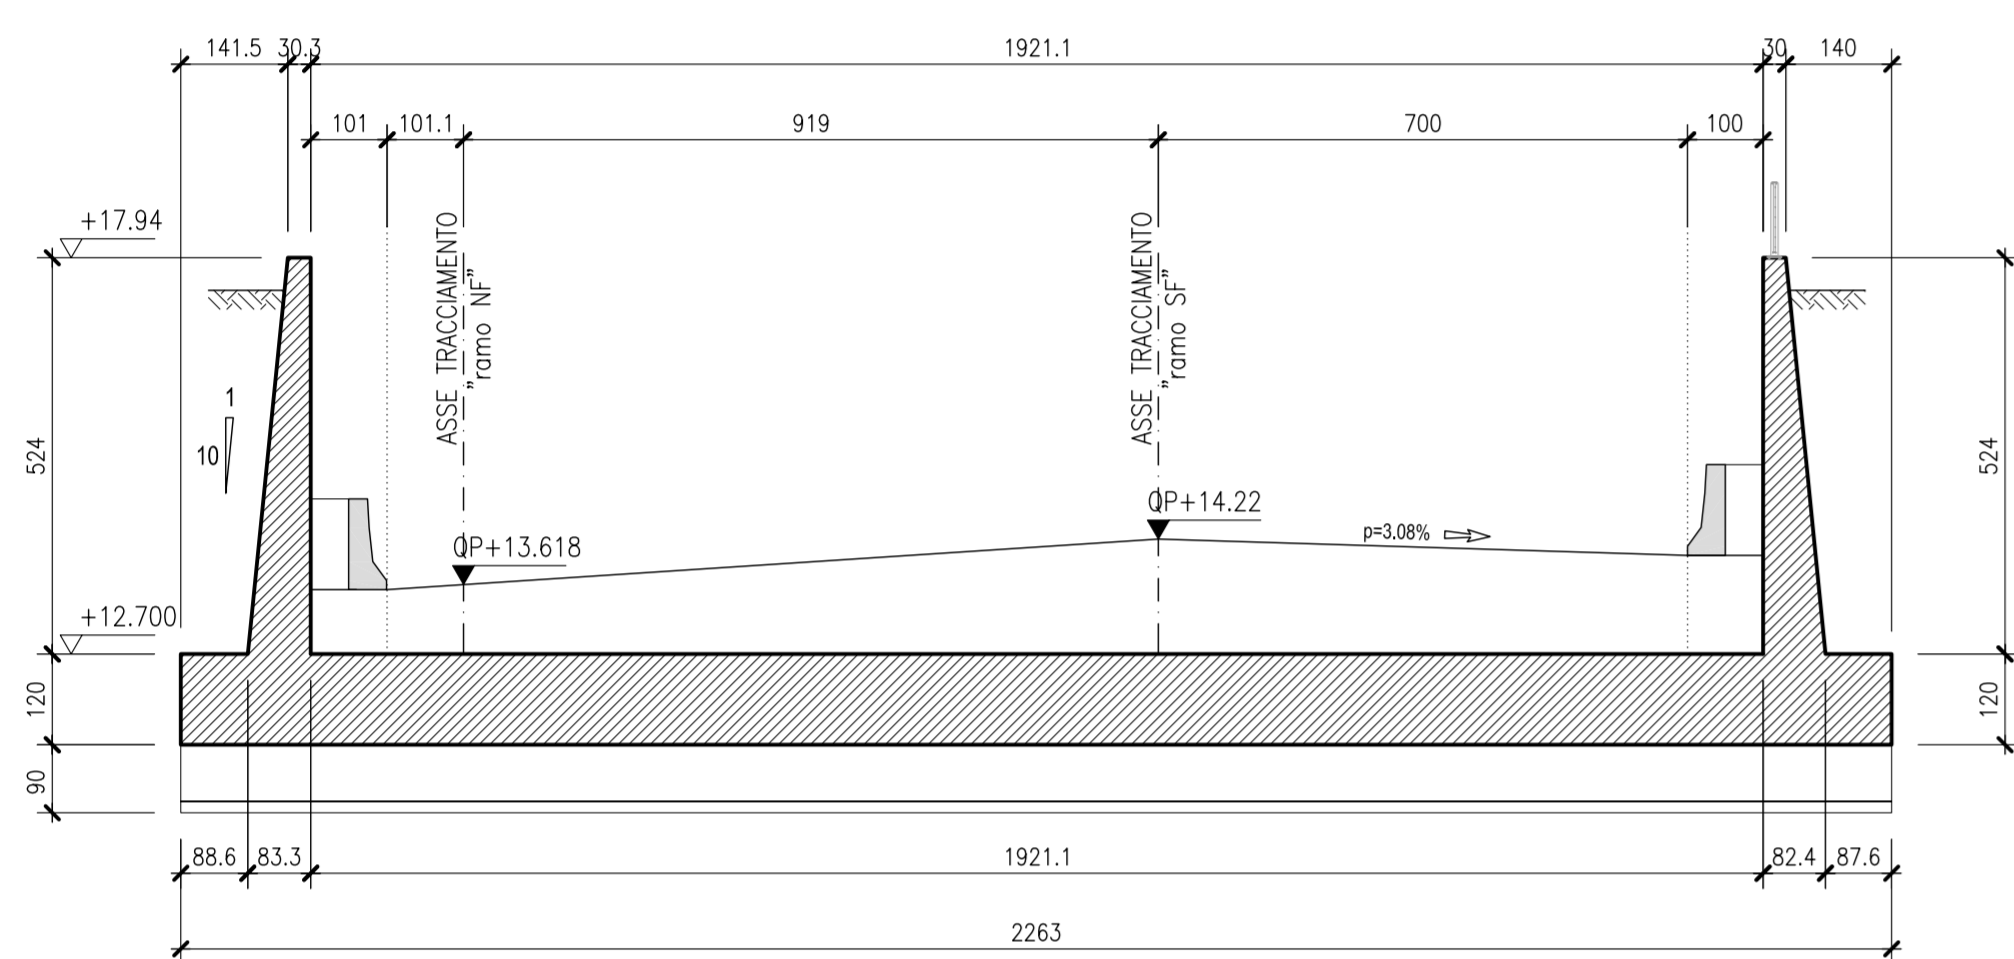 141.5 30.3 1921.1 30 140
101 101.1 919 700 100
+17.94
ASSE TRACCIAMENTO
„ramo NF”
ASSE TRACCIAMENTO
„ramo SF”
1
10
524
524
QP+14.22
p=3.08%
QP+13.618
+12.700
120
120
90
88.6 83.3 1921.1 82.4 87.6
2263